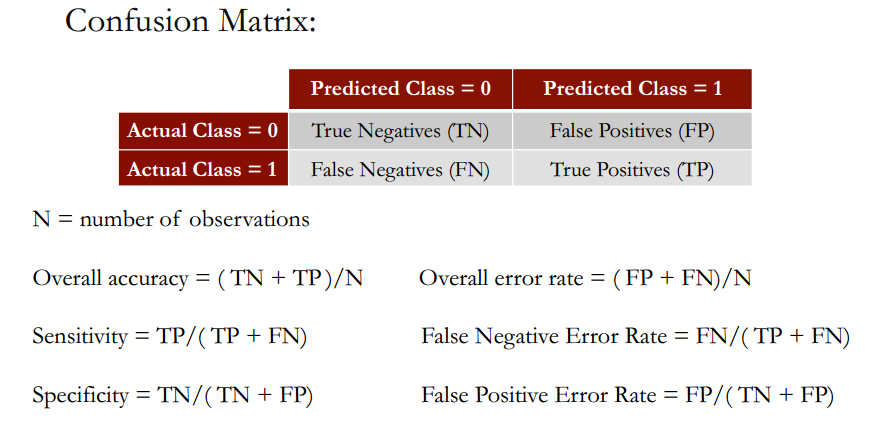 Confusion Matrix:
Predicted Class = 0 Predicted Class = 1
Actual Class = 0 True Negatives (TN) False Positives (FP)
Actual Class = 1 False Negatives (FN) True Positives (TP)
N = number of observations
Overall accuracy = ( TN + TP )/N Overall error rate = ( FP + FN)/N
Sensitivity = TP/( TP + FN) False Negative Error Rate = FN/( TP + FN)
Specificity = TN/( TN + FP) False Positive Error Rate = FP/( TN + FP)